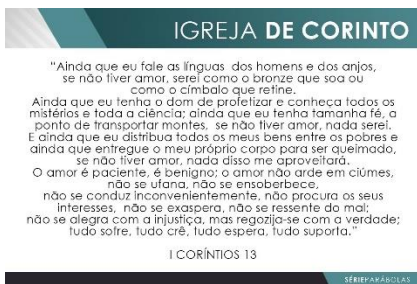 IGREJA DE CORINTO
"Ainda que eu fale as línguas dos homens e dos anjos,
se não tiver amor, serei como o bronze que soa ou
como o címbalo que retine.
Ainda que eu tenha o dom de profetizar e conheça todos os
mistérios e toda a ciência; ainda que eu tenha tamanha fé, a
ponto de transportar montes, se não tiver amor, nada serei.
E ainda que eu distribua todos os meus bens entre os pobres e
ainda que entregue o meu próprio corpo para ser queimado,
se não tiver amor, nada disso me aproveitará.
O amor é paciente, é benigno; o amor não arde em ciúmes,
não se ufana, não se ensoberbece,
não se conduz inconvenientemente, não procura os seus
interesses, não se exaspera, não se ressente do mal;
não se alegra com a injustiça, mas regozija-se com a verdade;
tudo sofre, tudo crê, tudo espera, tudo suporta."
I CORÍNTIOS 13
SÉRIEPARÁBOLAS